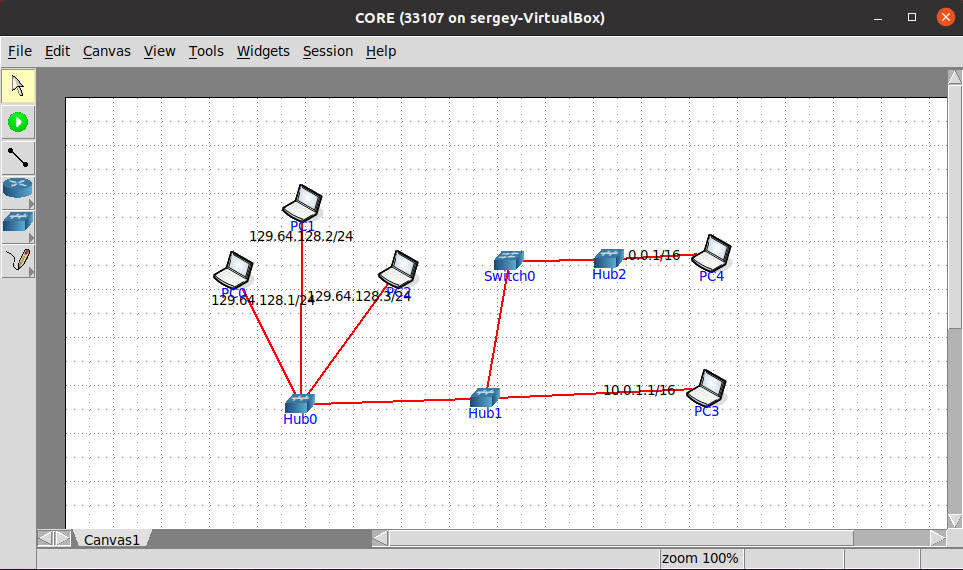 CORE (33107 on sergey-VirtualBox)
File Edit Canvas View Tools Widgets Session Help
PC1
129.64.128.2/24
PC0
129.64.128.1/24
PC2
129.64.128.3/24
Switch0
Hub2
.0.0.1/16
PC4
10.0.1.1/16
PC3
Hub1
Hub0
Canvas1
zoom 100%